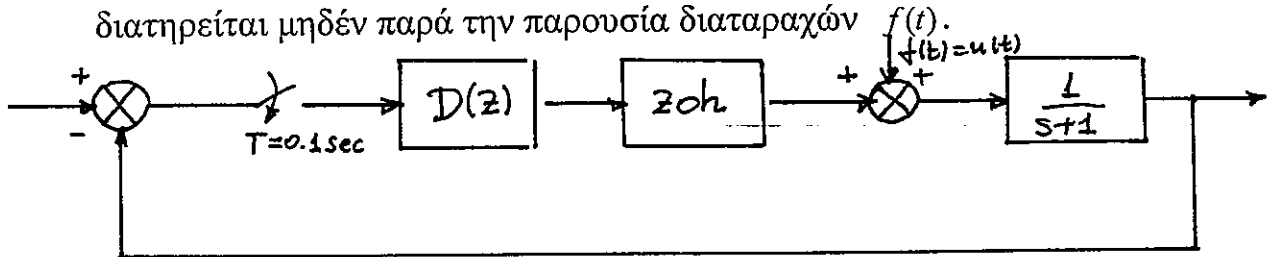 διατηρείται μηδέν παρά την παρουσία διαταραχών f(t).
f(t)=u(t)
+ + +
D(z) zoh 1/(s+1)
-
T=0.1sec